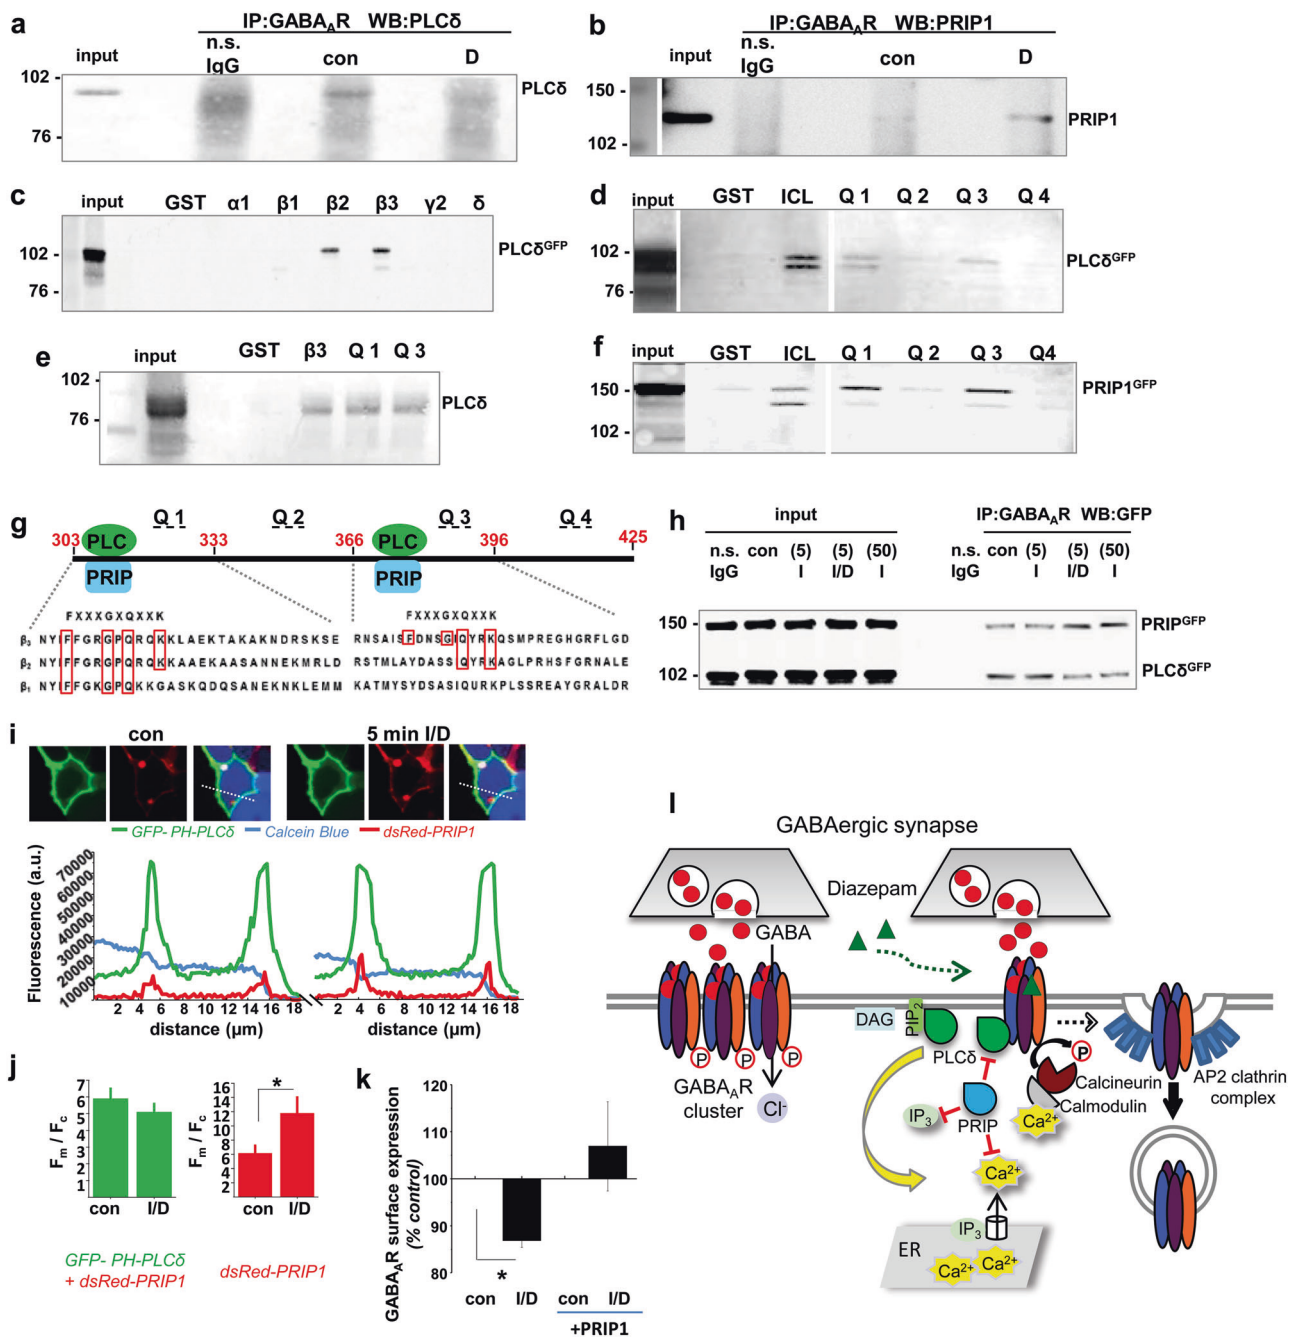 a
IP:GABAAR WB:PLCδ
input
n.s. IgG
con
D
102
76
PLCδ
b
IP:GABAAR WB:PRIP1
input
n.s. IgG
con
D
150
102
PRIP1
c
input GST α1 β1 β2 β3 γ2 δ
102
76
PLCδGFP
d
input GST ICL Q 1 Q 2 Q 3 Q 4
102
76
PLCδGFP
e
input GST β3 Q 1 Q 3
102
76
PLCδ
f
input GST ICL Q 1 Q 2 Q 3 Q4
150
102
PRIP1GFP
g
Q 1 Q 2 Q 3 Q 4
303 PLC 333 366 PLC 396 425
PRIP PRIP
FXXXGXQXXK FXXXGXQXXK
β3 NYIFFGRGPQRQKKLAEKTAKAKNDRSKSE RNSAISFDNSGIQYRKQSMPREGHGRFLGD
β2 NYIFFGRGPQRQKKAAEKAASANNEKMRLD RSTMLAYDASSIQYRKAGLPRHSFGRNALE
β1 NYIFFGKGPQKKGASKQDQSANEKNKLEMM KATMYSYDSASIQURKPLSSREAYGRALDR
h
input
IP:GABAAR WB:GFP
n.s. IgG con (5) I (5) I/D (50) I
n.s. IgG con (5) I (5) I/D (50) I
150
102
PRIPGFP
PLCδGFP
i
con 5 min I/D
GFP- PH-PLCδ Calcein Blue dsRed-PRIP1
Fluorescence (a.u.)
70000
60000
50000
40000
30000
20000
10000
2 4 6 8 10 12 14 16 18 2 4 6 8 10 12 14 16 18
distance (µm) distance (µm)
j
Fm / Fc
7
6
5
4
3
2
1
con I/D
GFP- PH-PLCδ
+ dsRed-PRIP1
Fm / Fc
16
14
12
10
8
6
4
2
*
con I/D
dsRed-PRIP1
k
GABAAR surface expression
(% control)
120
110
100
90
80
*
con I/D con I/D
+PRIP1
l
GABAergic synapse
Diazepam
GABA
DAG
PIP2
PLCδ
P P P
GABAAR
cluster
Cl-
P
Calcineurin
Calmodulin
Ca2+
AP2 clathrin
complex
IP3
PRIP
Ca2+
IP3
ER
Ca2+ Ca2+